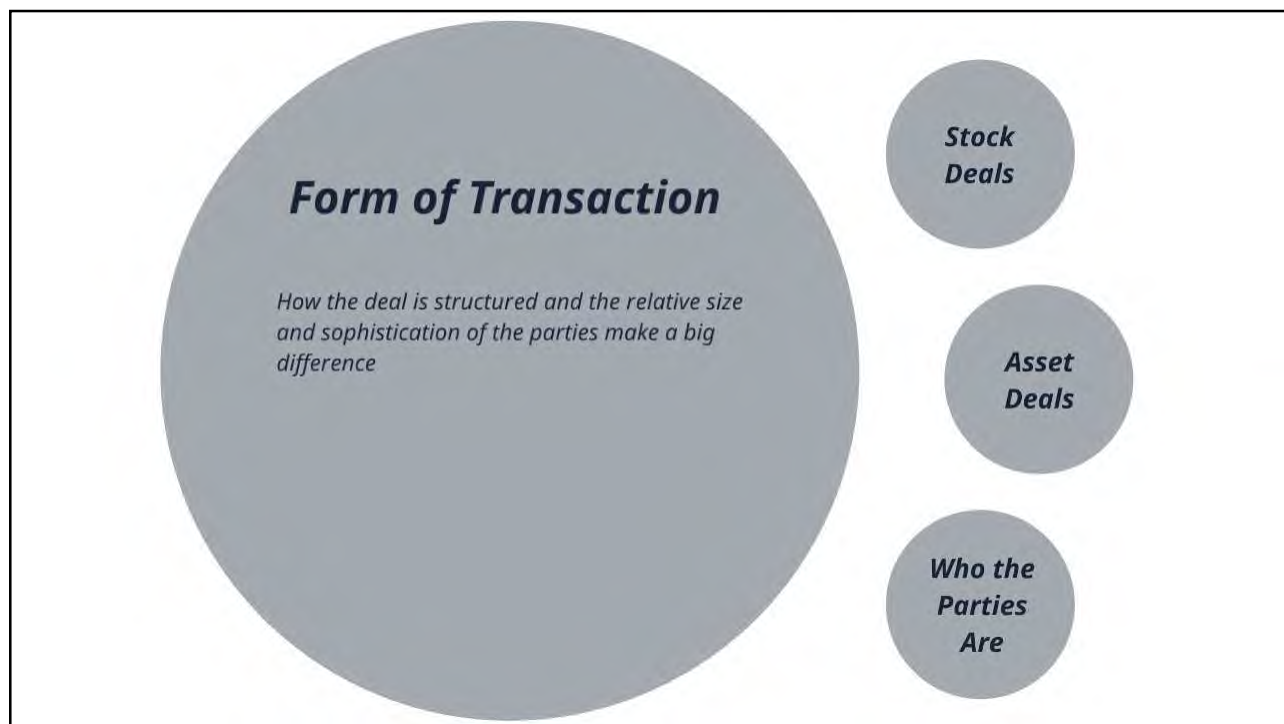 Form of Transaction
How the deal is structured and the relative size
and sophistication of the parties make a big
difference
Stock
Deals
Asset
Deals
Who the
Parties
Are